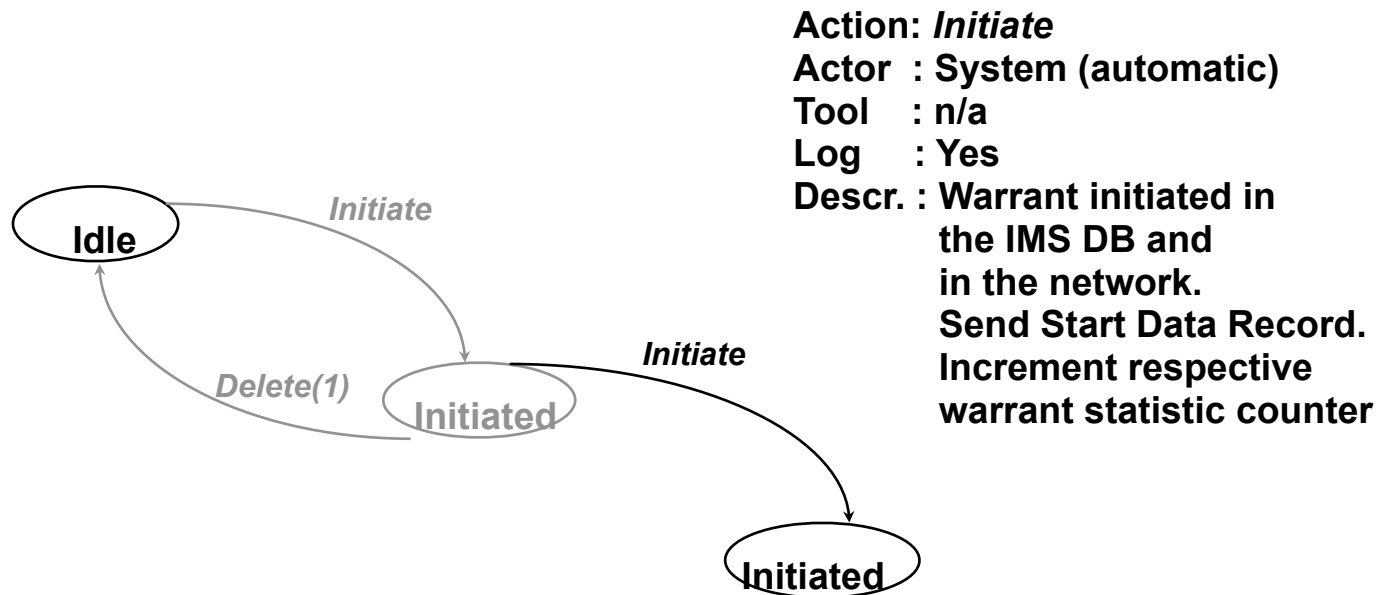 Action: Initiate
Actor : System (automatic)
Tool : n/a
Log : Yes
Descr. : Warrant initiated in
the IMS DB and
in the network.
Send Start Data Record.
Increment respective
warrant statistic counter
Initiate
Idle
Initiate
Delete(1)
Initiated
Initiated